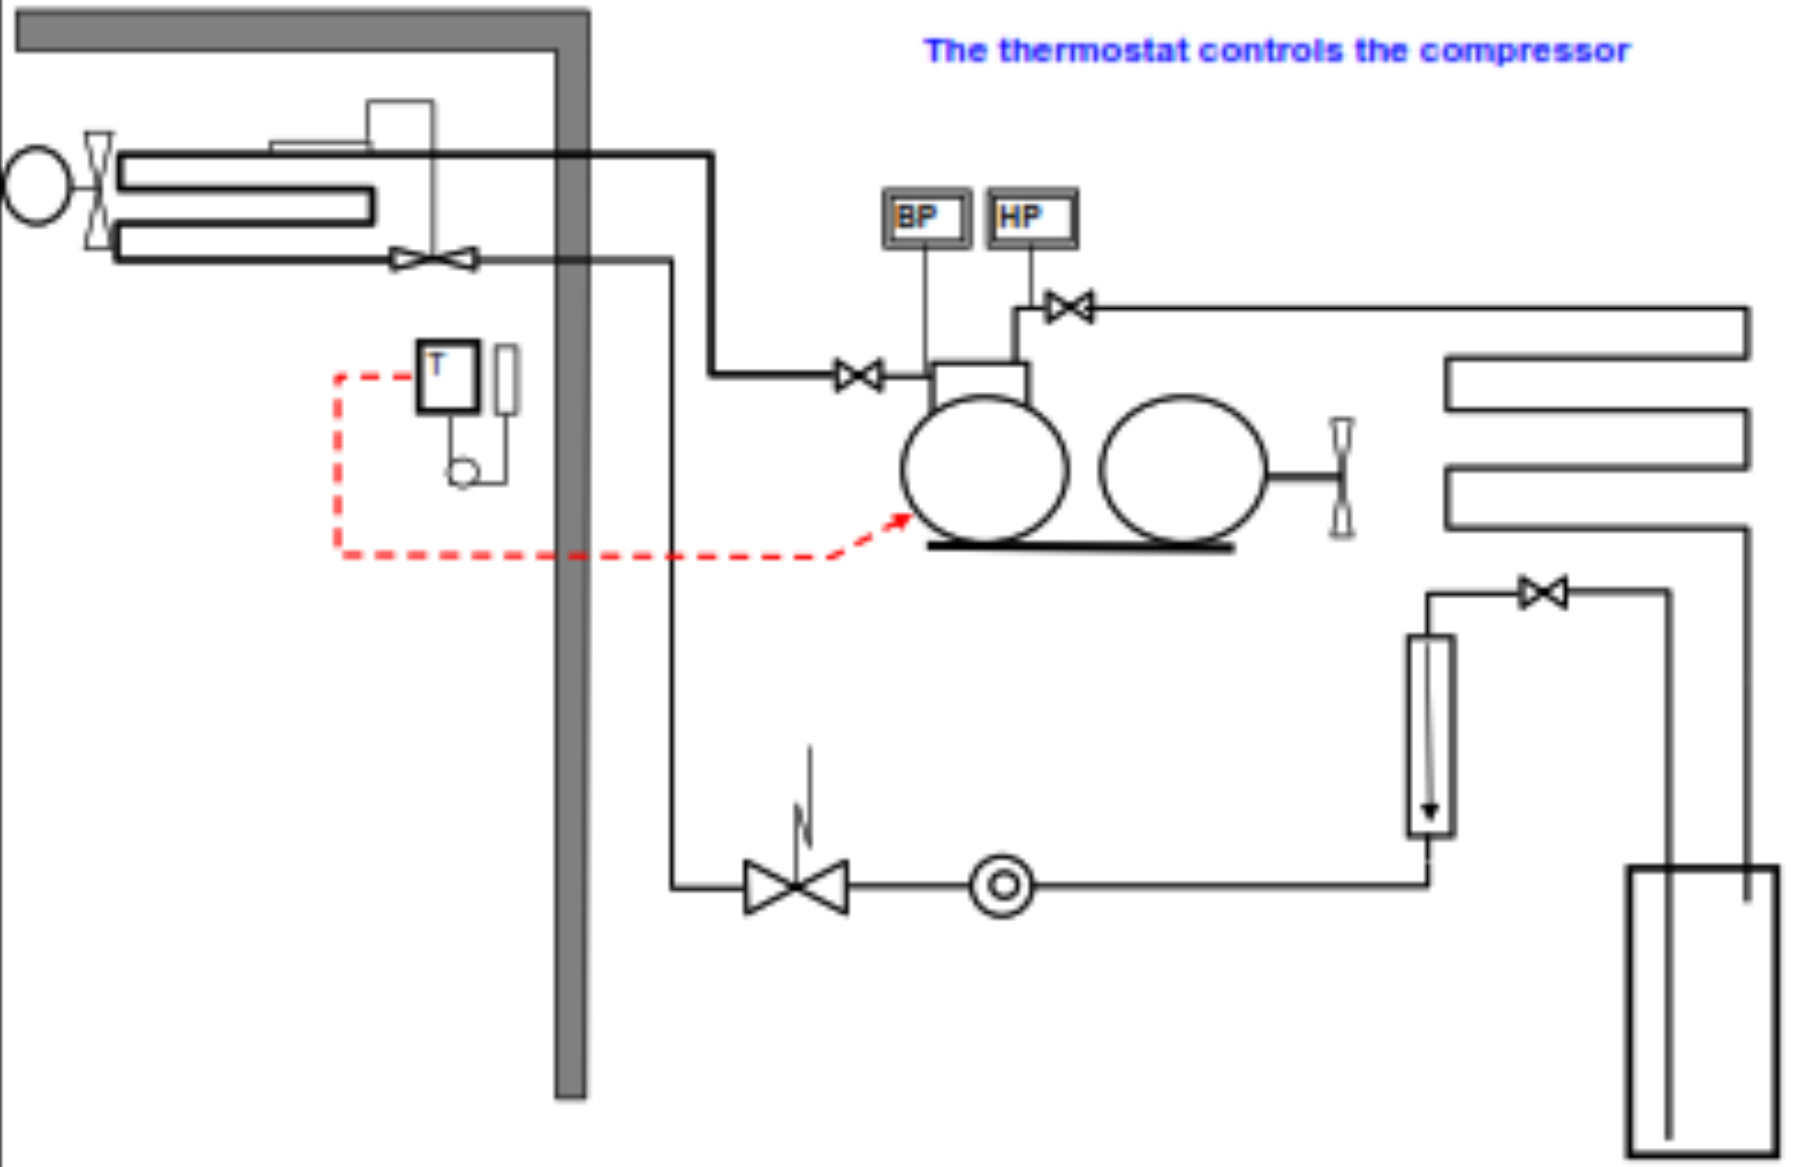 The thermostat controls the compressor
BP HP
T